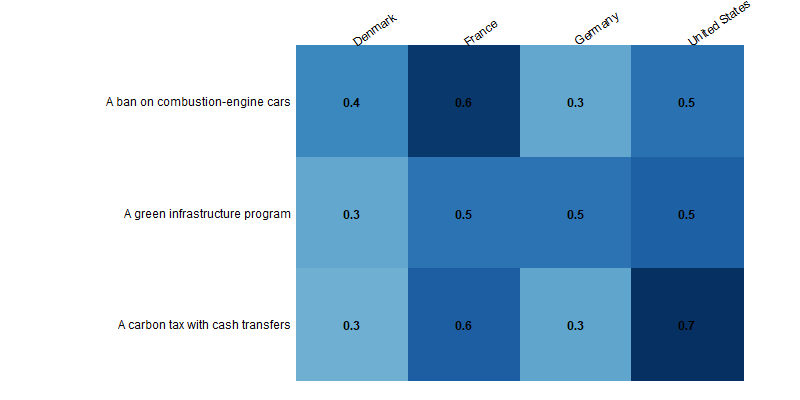 Denmark France Germany United States
A ban on combustion-engine cars 0.4 0.6 0.3 0.5
A green infrastructure program 0.3 0.5 0.5 0.5
A carbon tax with cash transfers 0.3 0.6 0.3 0.7